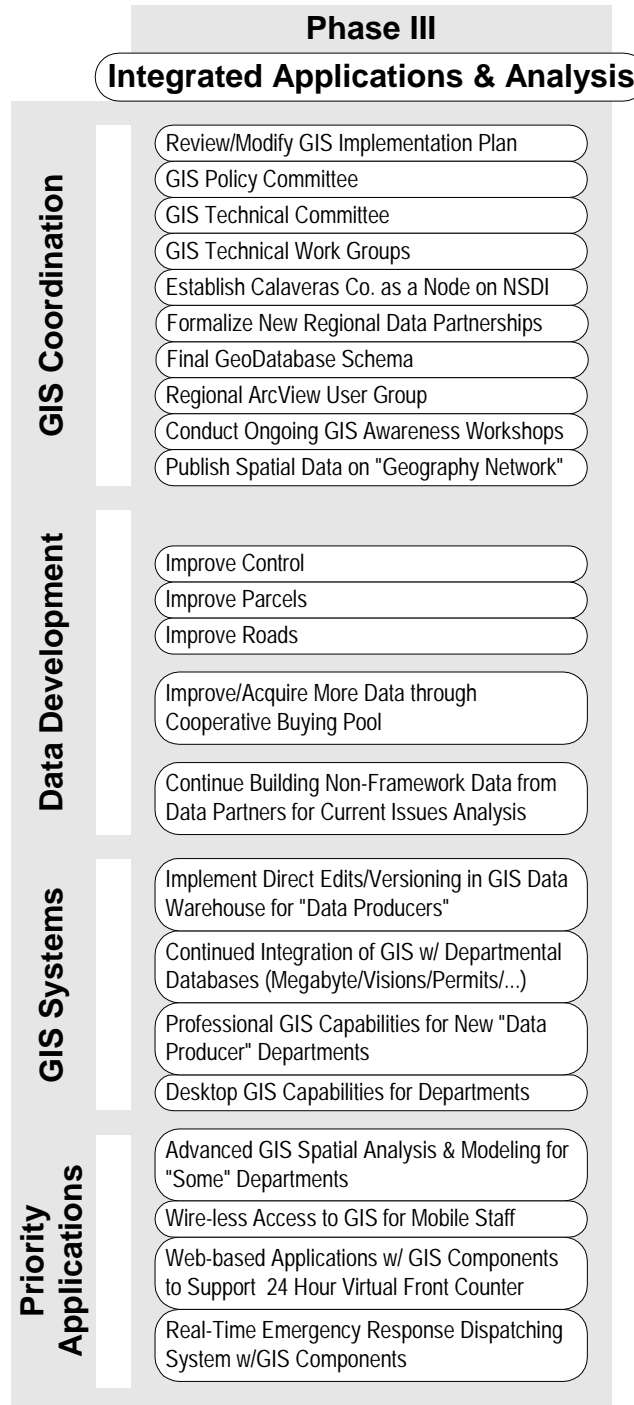 Phase III
Integrated Applications & Analysis
GIS Coordination
Review/Modify GIS Implementation Plan
GIS Policy Committee
GIS Technical Committee
GIS Technical Work Groups
Establish Calaveras Co. as a Node on NSDI
Formalize New Regional Data Partnerships
Final GeoDatabase Schema
Regional ArcView User Group
Conduct Ongoing GIS Awareness Workshops
Publish Spatial Data on "Geography Network"
Data Development
Improve Control
Improve Parcels
Improve Roads
Improve/Acquire More Data through
Cooperative Buying Pool
Continue Building Non-Framework Data from
Data Partners for Current Issues Analysis
GIS Systems
Implement Direct Edits/Versioning in GIS Data
Warehouse for "Data Producers"
Continued Integration of GIS w/ Departmental
Databases (Megabyte/Visions/Permits/...)
Professional GIS Capabilities for New "Data
Producer" Departments
Desktop GIS Capabilities for Departments
Priority
Applications
Advanced GIS Spatial Analysis & Modeling for
"Some" Departments
Wire-less Access to GIS for Mobile Staff
Web-based Applications w/ GIS Components
to Support 24 Hour Virtual Front Counter
Real-Time Emergency Response Dispatching
System w/GIS Components